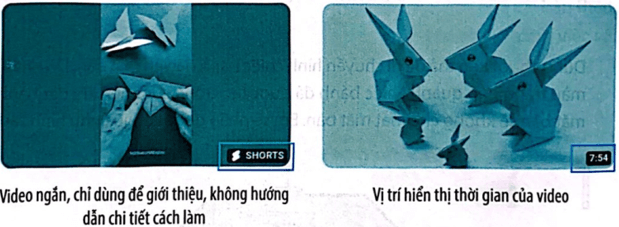 SHORTS
7:54
Video ngắn, chỉ dùng để giới thiệu, không hướng
dẫn chi tiết cách làm
Vị trí hiển thị thời gian của video